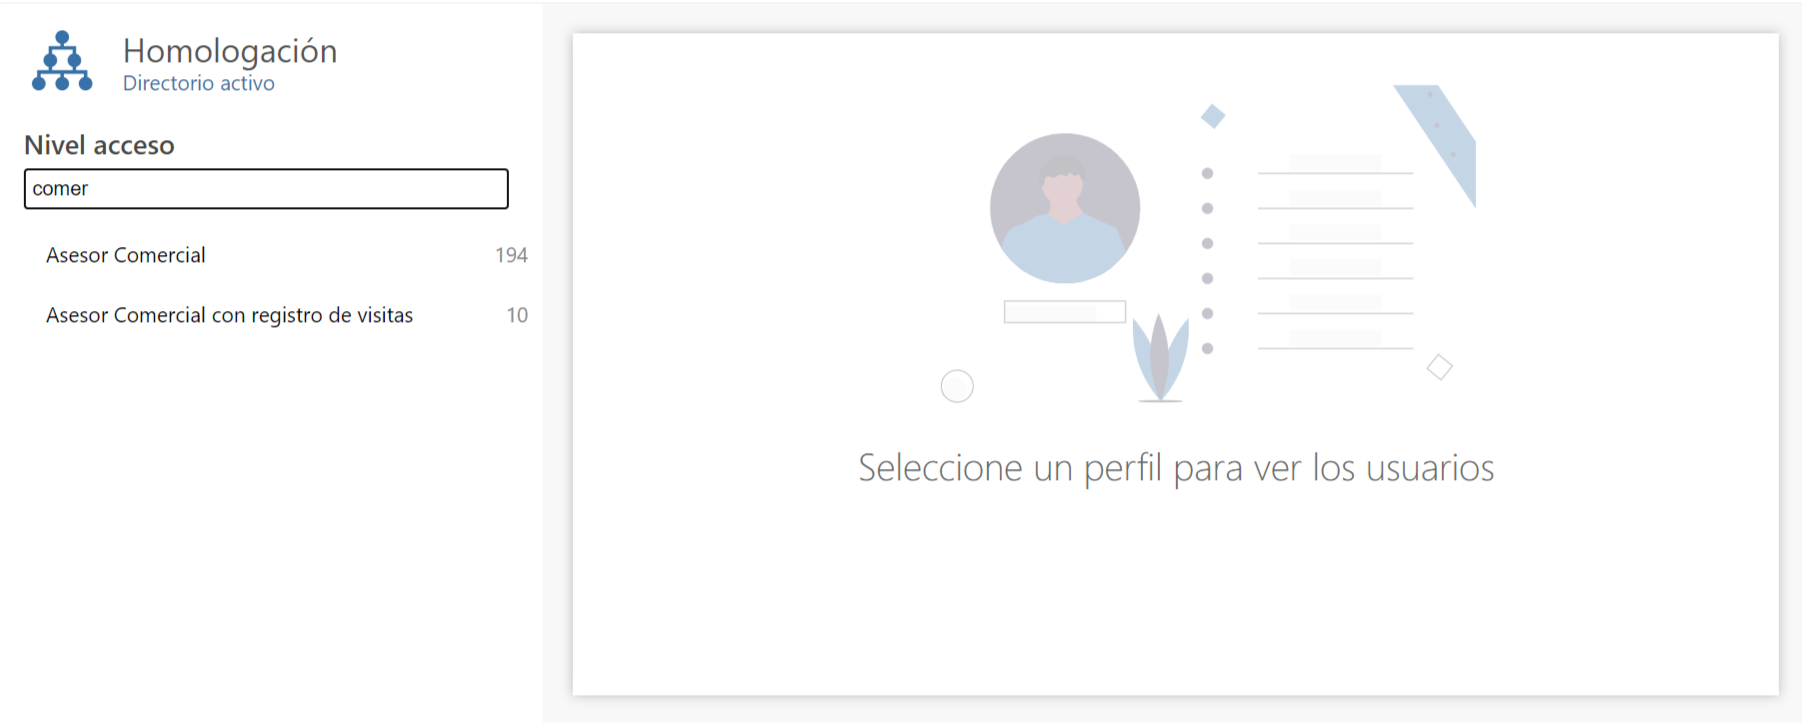 Homologación
Directorio activo
Nivel acceso
comer
Asesor Comercial 194
Asesor Comercial con registro de visitas 10
Seleccione un perfil para ver los usuarios